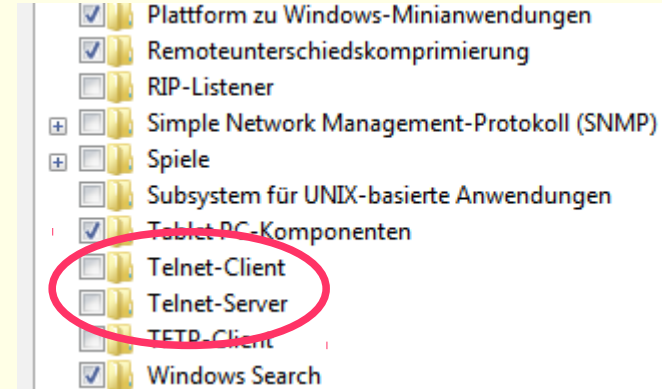 Plattform zu Windows-Minianwendungen
Remoteunterschiedskomprimierung
RIP-Listener
Simple Network Management-Protokoll (SNMP)
Spiele
Subsystem für UNIX-basierte Anwendungen
Tablet PC-Komponenten
Telnet-Client
Telnet-Server
TFTP-Client
Windows Search